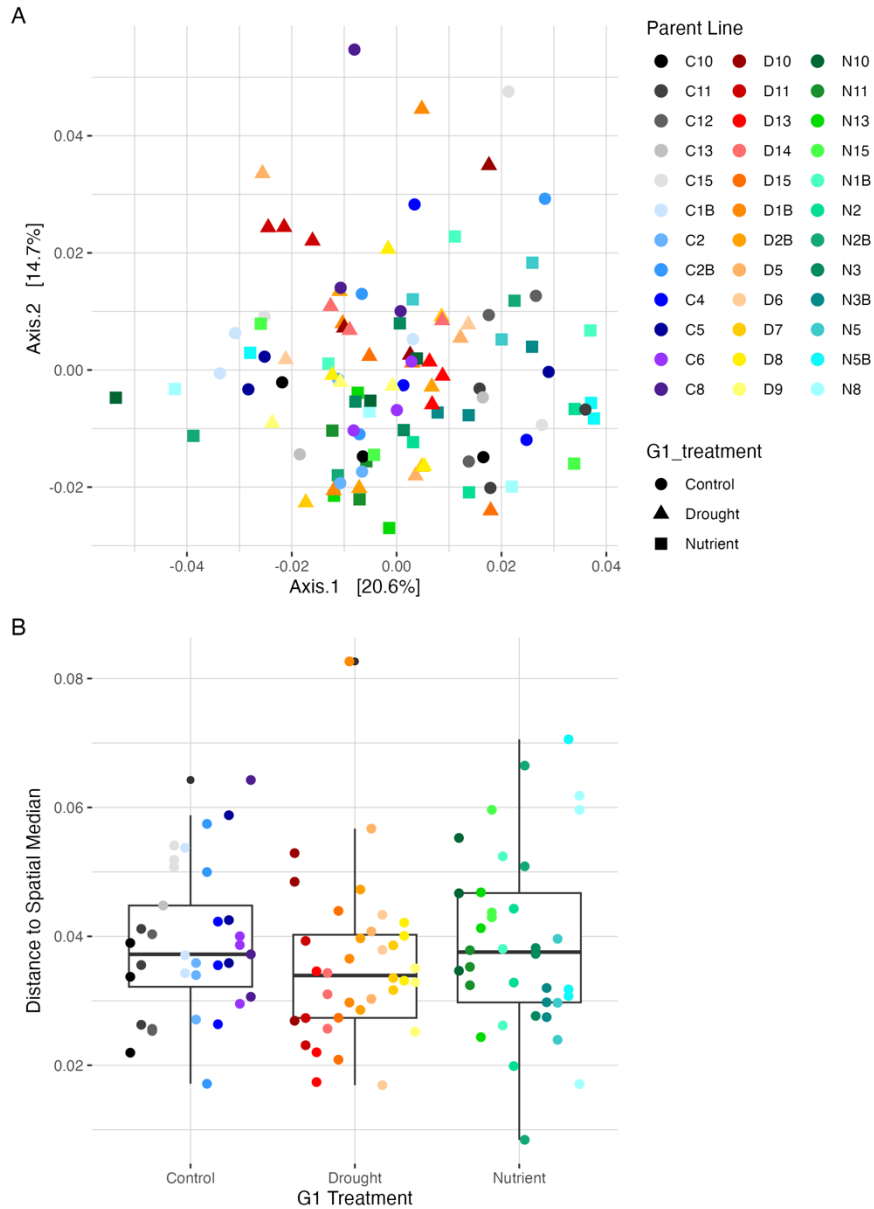 A
0.04
0.02
0.00
-0.02
Axis.2 [14.7%]
-0.04
-0.02
0.00
0.02
0.04
Axis.1 [20.6%]
Parent Line
C10 D10 N10
C11 D11 N11
C12 D13 N13
C13 D14 N15
C15 D15 N1B
C1B D1B N2
C2 D2B N2B
C2B D5 N3
C4 D6 N3B
C5 D7 N5
C6 D8 N5B
C8 D9 N8
G1_treatment
Control
Drought
Nutrient
B
0.08
0.06
0.04
0.02
Distance to Spatial Median
Control
Drought
Nutrient
G1 Treatment